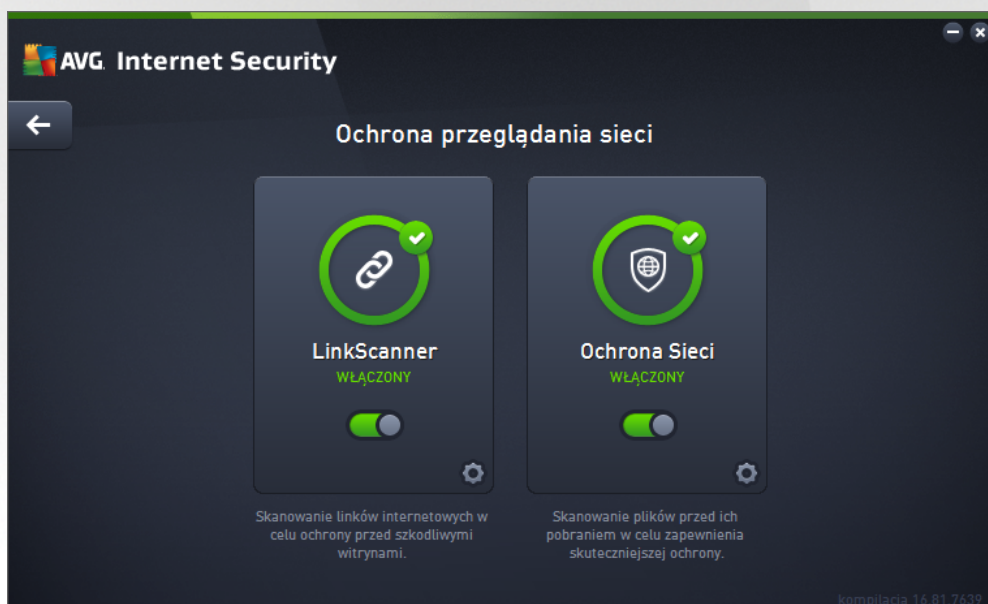 AVG. Internet Security
Ochrona przeglądania sieci
LinkScanner
WŁĄCZONY
Skanowanie linków internetowych w
celu ochrony przed szkodliwymi
witrynami.
Ochrona Sieci
WŁĄCZONY
Skanowanie plików przed ich
pobraniem w celu zapewnienia
skuteczniejszej ochrony.
kompilacja 16.81.7639